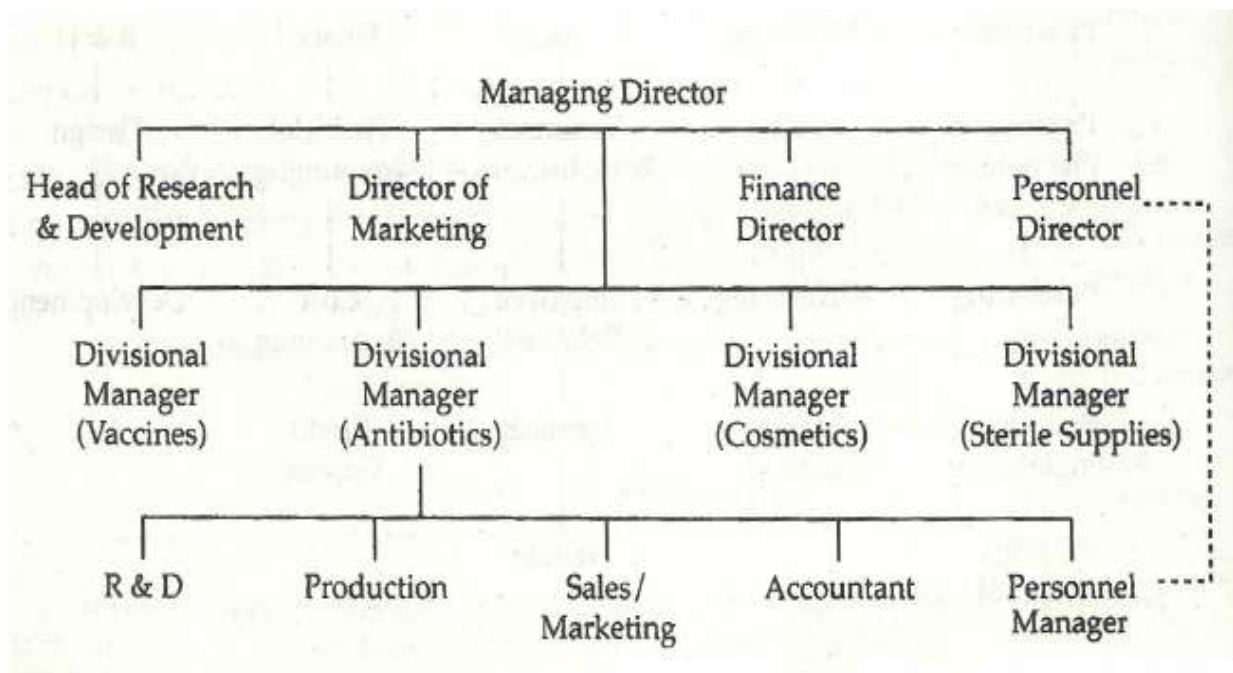 Managing Director
Head of Research
& Development
Director of
Marketing
Finance
Director
Personnel
Director
Divisional
Manager
(Vaccines)
Divisional
Manager
(Antibiotics)
Divisional
Manager
(Cosmetics)
Divisional
Manager
(Sterile Supplies)
R & D
Production
Sales/
Marketing
Accountant
Personnel
Manager